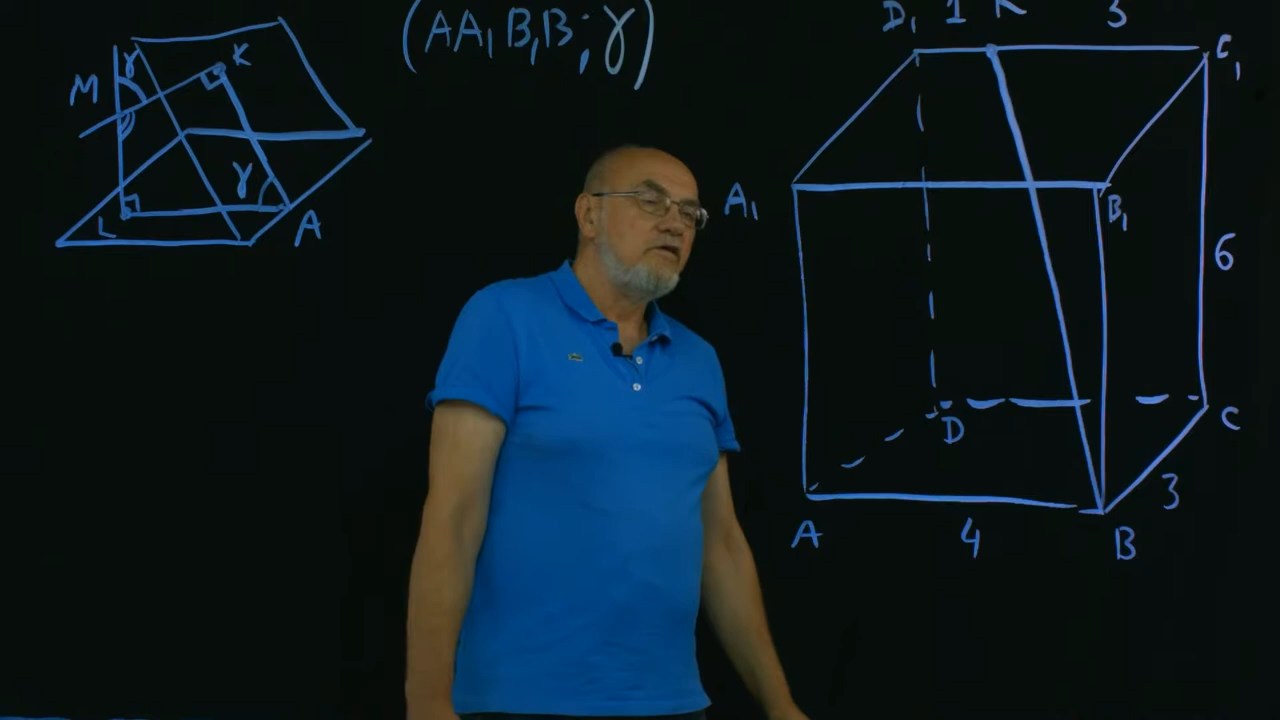 (AA₁B₁B; γ)
M γ K
γ
L A
D₁ 1 K 3 C₁
A₁ B₁
6
D C
3
A 4 B